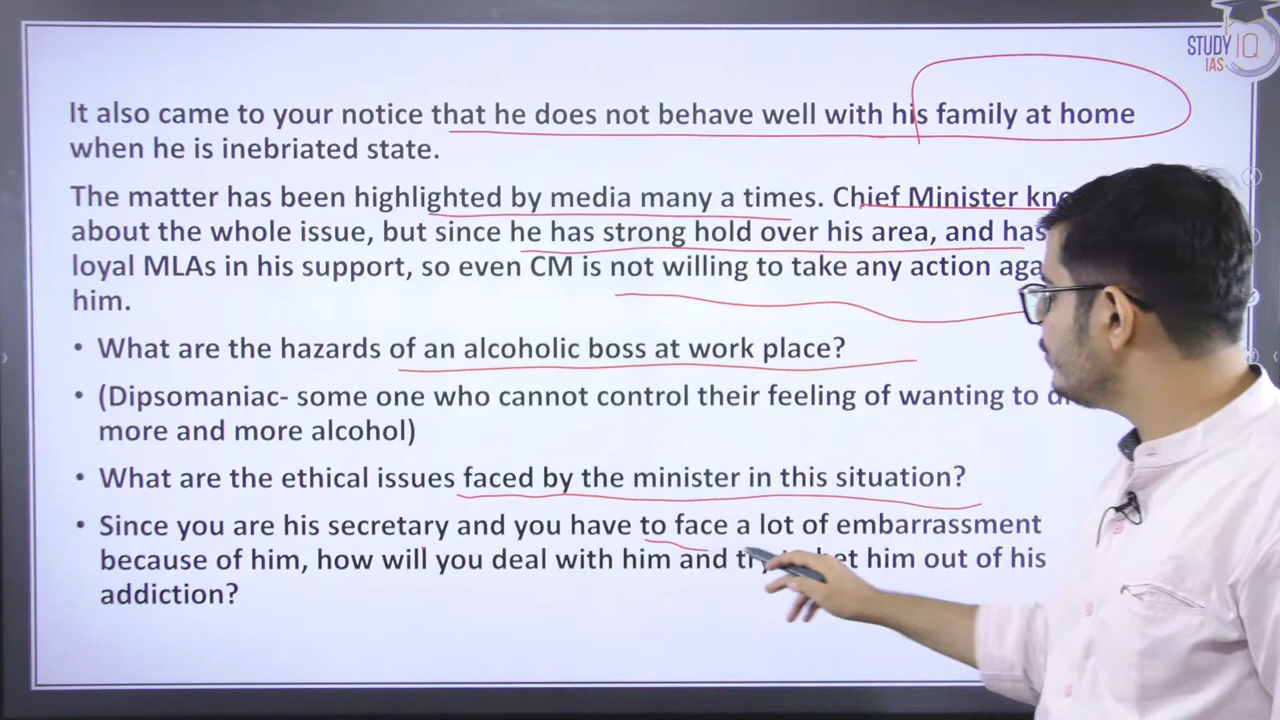 STUDY IQ
IAS
It also came to your notice that he does not behave well with his family at home
when he is inebriated state.
The matter has been highlighted by media many a times. Chief Minister
about the whole issue, but since he has strong hold over his area, and has
loyal MLAs in his support, so even CM is not willing to take any action
him.
• What are the hazards of an alcoholic boss at work place?
• (Dipsomaniac- some one who cannot control their feeling of wanting to
more and more alcohol)
• What are the ethical issues faced by the minister in this situation?
• Since you are his secretary and you have to face a lot of embarrassment
because of him, how will you deal with him and him out of his
addiction?